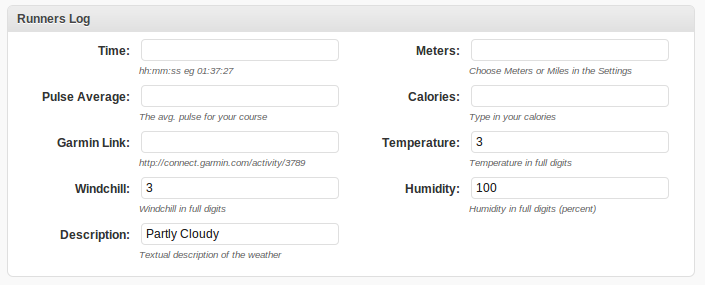 Runners Log
Time:
hh:mm:ss eg 01:37:27
Meters:
Choose Meters or Miles in the Settings
Pulse Average:
The avg. pulse for your course
Calories:
Type in your calories
Garmin Link:
http://connect.garmin.com/activity/3789
Temperature: 3
Temperature in full digits
Windchill: 3
Windchill in full digits
Humidity: 100
Humidity in full digits (percent)
Description: Partly Cloudy
Textual description of the weather